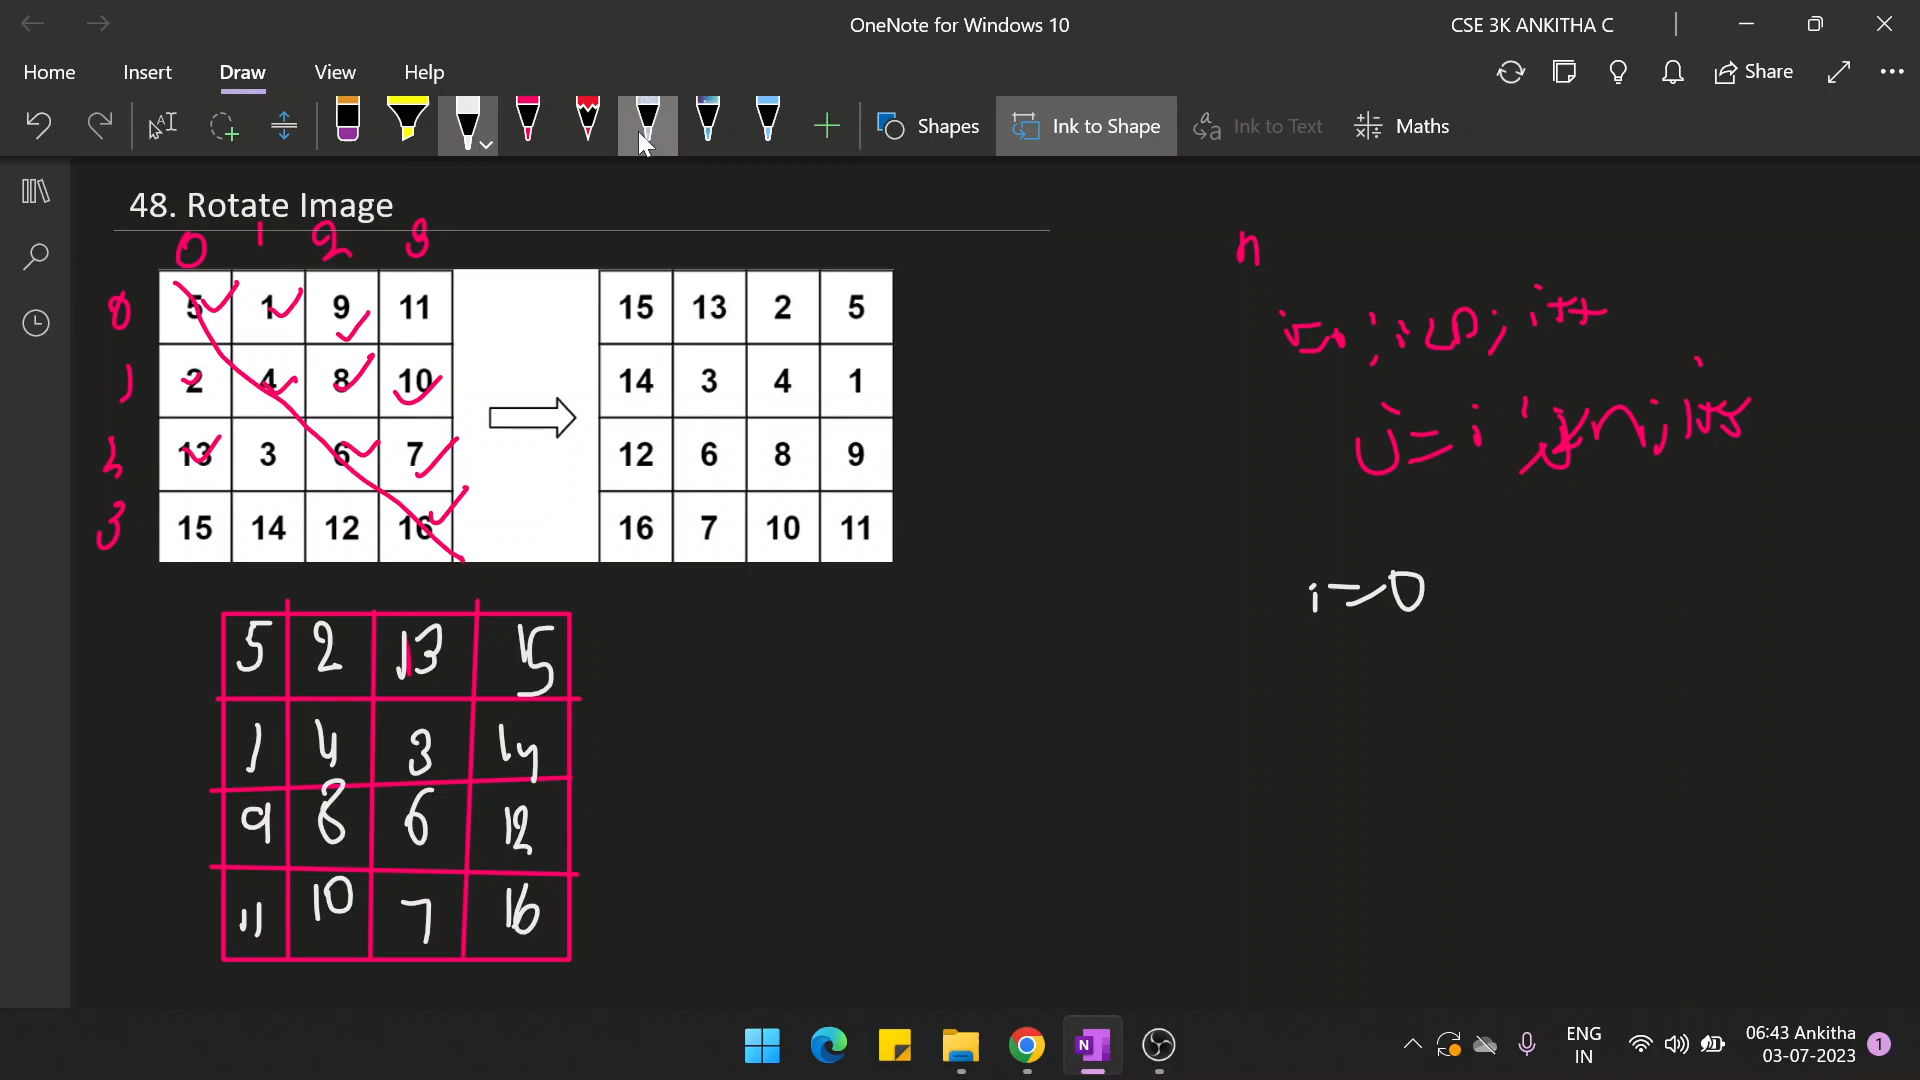 OneNote for Windows 10
CSE 3K ANKITHA C
Home Insert Draw View Help
Share
Shapes Ink to Shape Ink to Text Maths
48. Rotate Image
0 1 2 3
n
0 5 1 9 11 15 13 2 5
i=0 ; i<n ; i++
1 2 4 8 10 14 3 4 1
j=i ; j<n ; j++
2 13 3 6 7 12 6 8 9
3 15 14 12 16 16 7 10 11
i=0
5 2 13 15
1 4 3 14
9 8 6 12
11 10 7 16
ENG
IN
06:43 Ankitha
03-07-2023
1